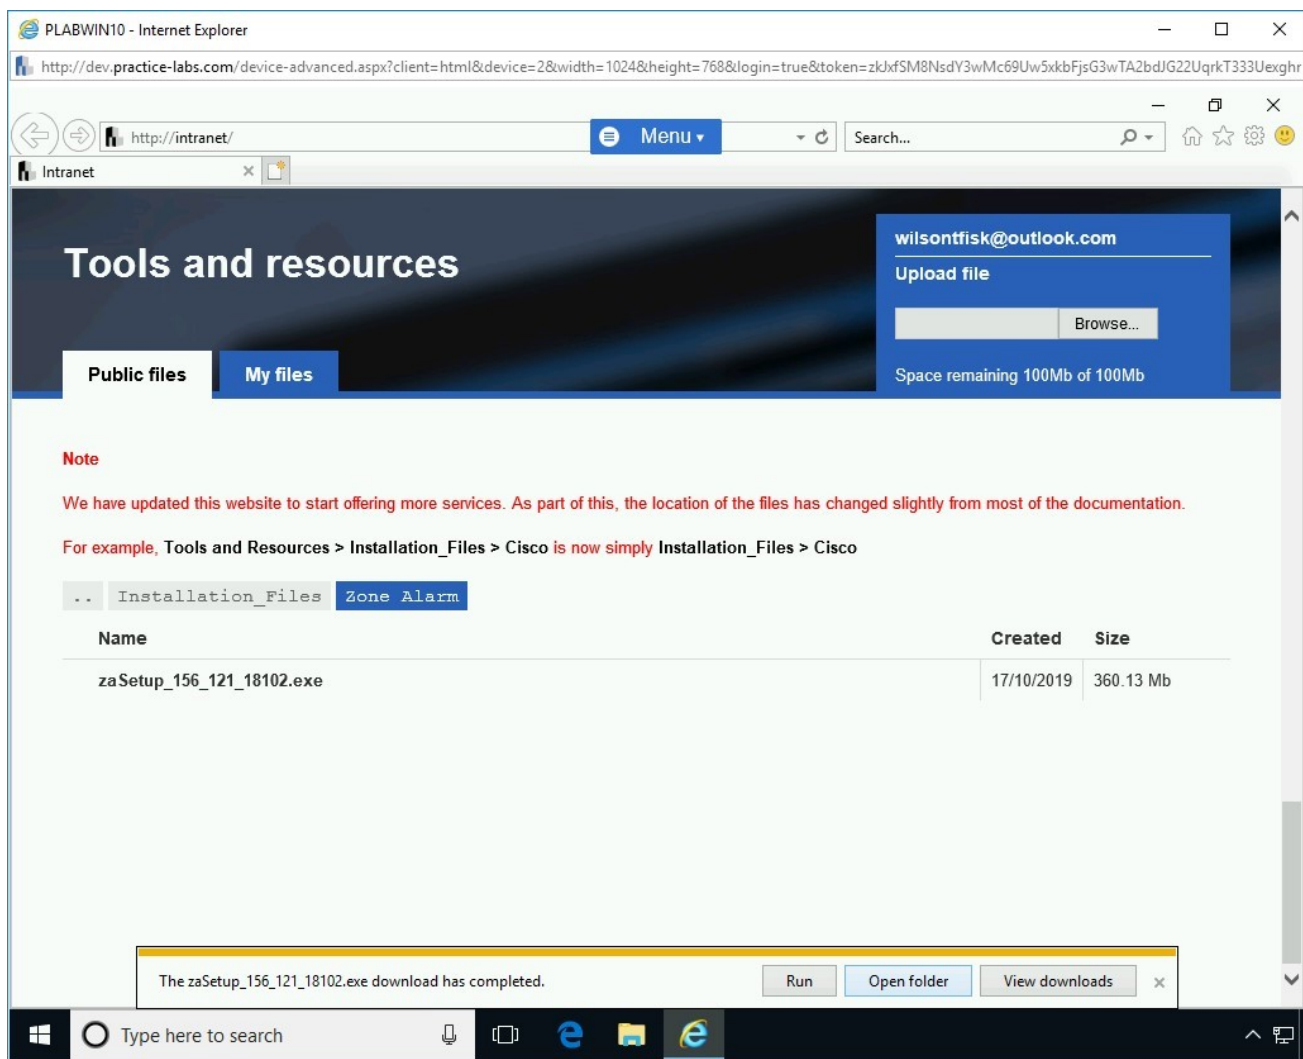 PLABWIN10 - Internet Explorer
http://dev.practice-labs.com/device-advanced.aspx?client=html&device=2&width=1024&height=768&login=true&token=
http://intranet/
Menu
Search...
Intranet
Tools and resources
wilsontfisk@outlook.com
Upload file
Browse...
Public files
My files
Space remaining 100Mb of 100Mb
Note
We have updated this website to start offering more services. As part of this, the location of the files has changed slightly from most of the documentation.
For example, Tools and Resources > Installation_Files > Cisco is now simply Installation_Files > Cisco
.. Installation_Files Zone Alarm
Name Created Size
zaSetup_156_121_18102.exe 17/10/2019 360.13 Mb
The zaSetup_156_121_18102.exe download has completed. Run Open folder View downloads
Type here to search